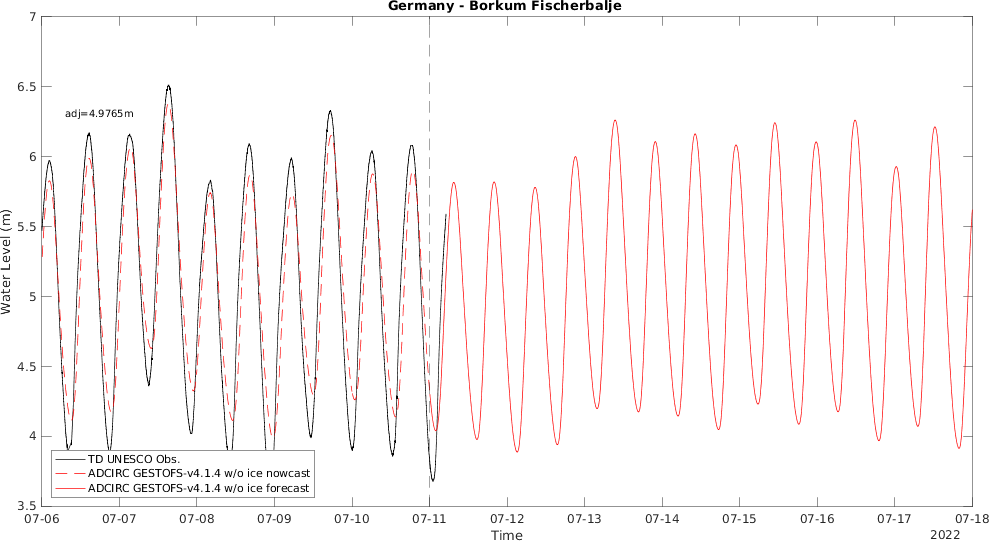 Germany - Borkum Fischerbalje
7
6.5
6
5.5
5
4.5
4
3.5
Water Level (m)
adj=4.9765m
TD UNESCO Obs.
ADCIRC GESTOFS-v4.1.4 w/o ice nowcast
ADCIRC GESTOFS-v4.1.4 w/o ice forecast
07-06 07-07 07-08 07-09 07-10 07-11 07-12 07-13 07-14 07-15 07-16 07-17 07-18
Time
2022